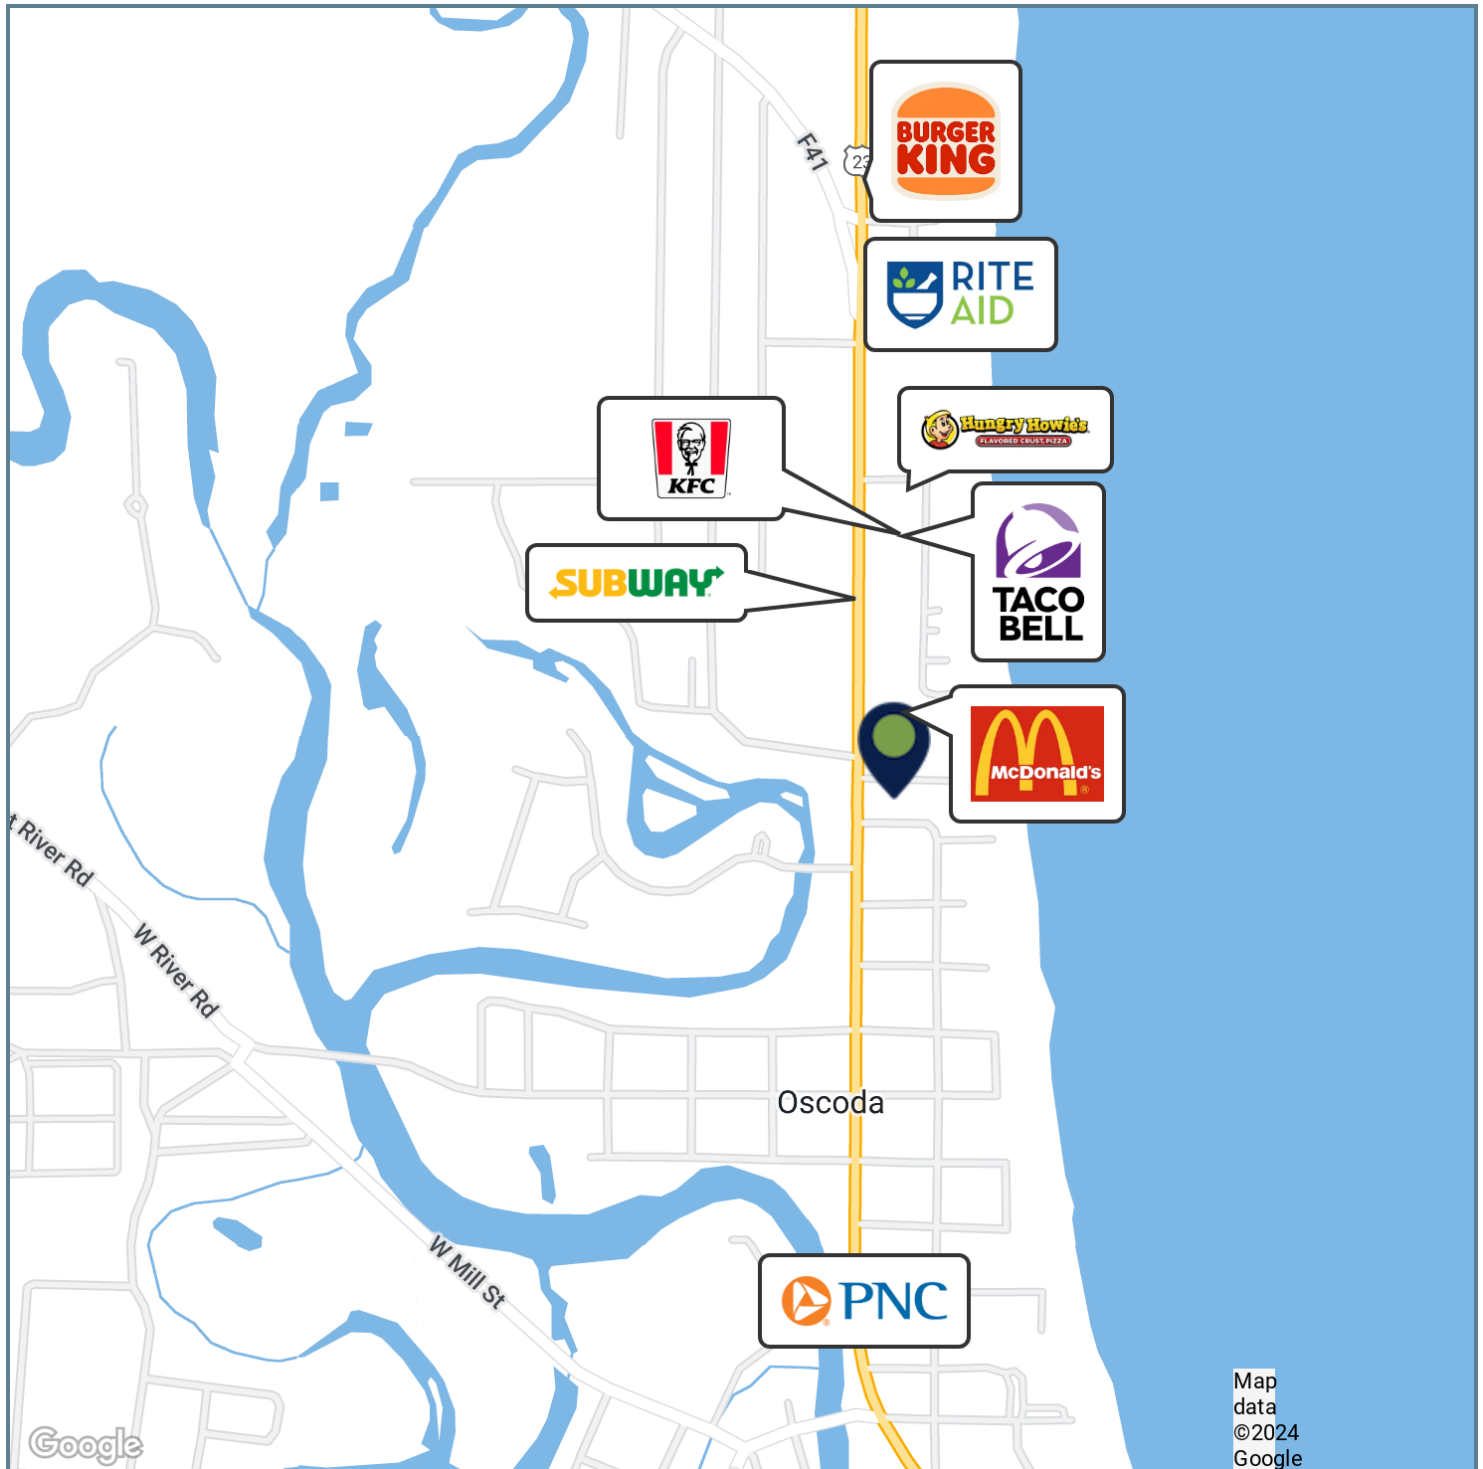 F41
23
BURGER
KING
RITE
AID
Hungry Howie's
FLAVORED CRUST, PIZZA
KFC
SUBWAY
TACO
BELL
McDonald's
t River Rd
W River Rd
Oscoda
W Mill St
PNC
Map
data
©2024
Google
Google